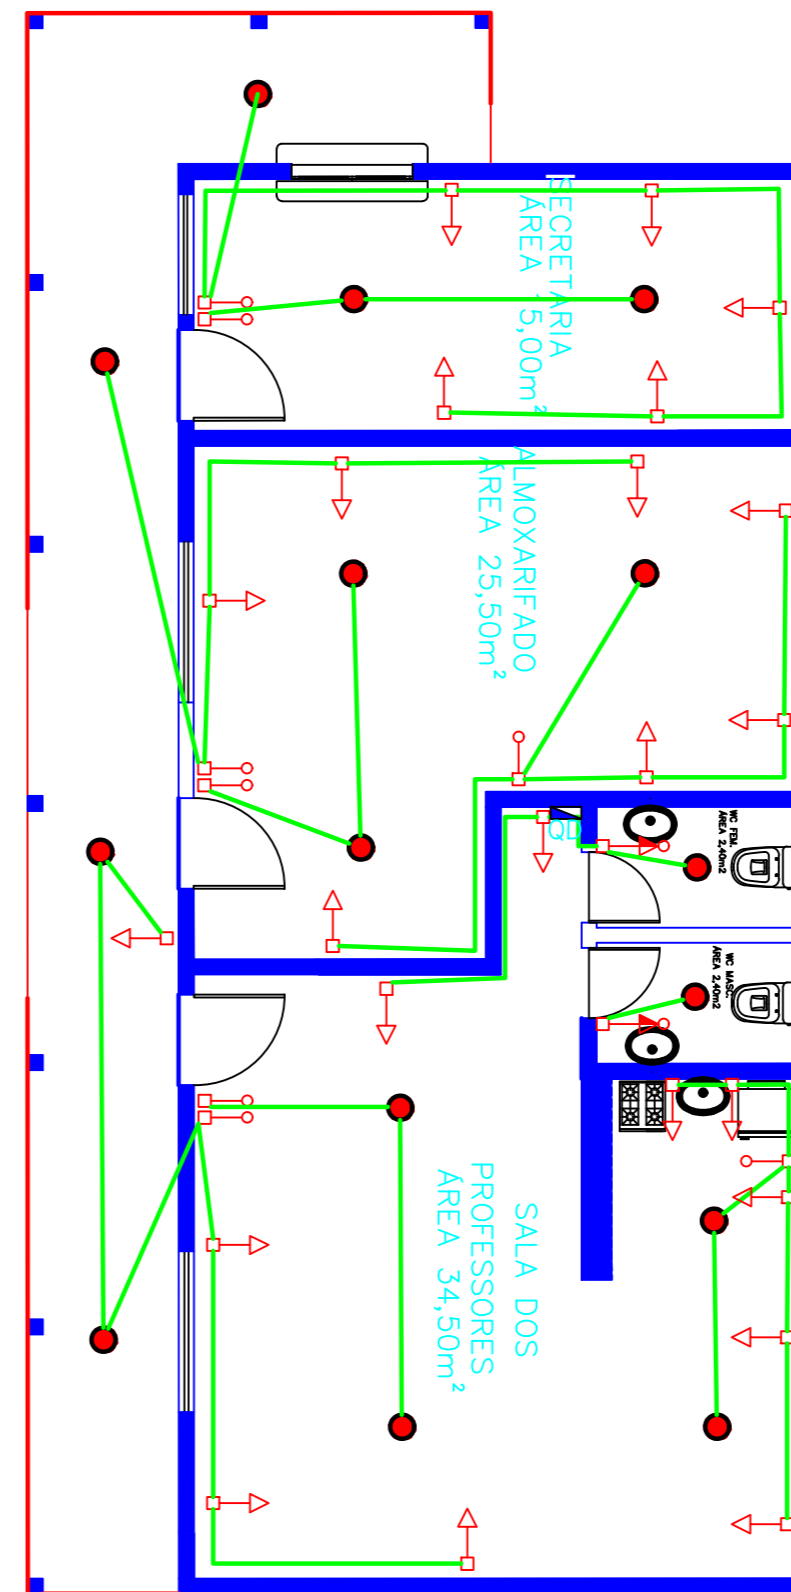 SECRETARIA
ÁREA 15,00m²
ALMOXARIFADO
ÁREA 25,50m²
QD
WC FEM.
ÁREA 2,40m2
WC MASC.
ÁREA 2,40m2
SALA DOS
PROFESSORES
ÁREA 34,50m²